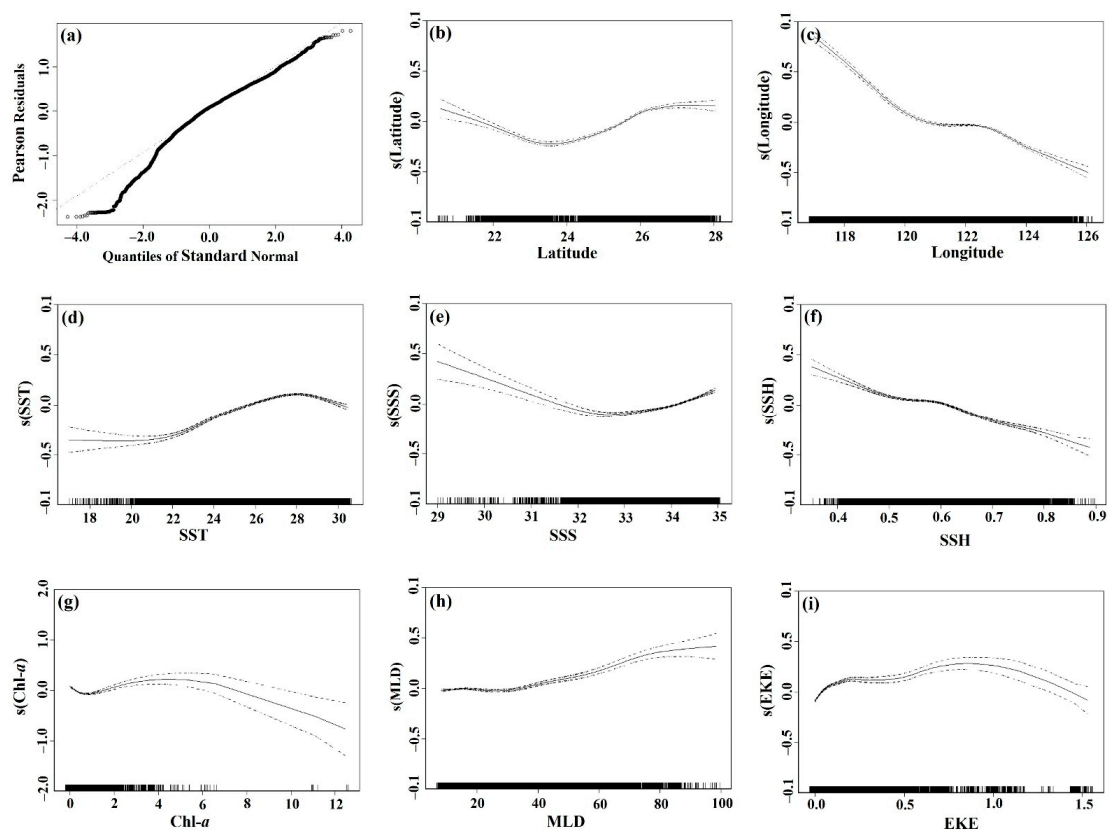 (a)
Pearson Residuals
1.0
0.0
−1.0
−2.0
−4.0 −2.0 0.0 2.0 4.0
Quantiles of Standard Normal
(b)
s(Latitude)
0.1
0.5
0.0
−0.5
−0.1
22 24 26 28
Latitude
(c)
s(Longitude)
0.1
0.5
0.0
−0.5
−0.1
118 120 122 124 126
Longitude
(d)
s(SST)
0.1
0.5
0.0
−0.5
−0.1
18 20 22 24 26 28 30
SST
(e)
s(SSS)
0.1
0.5
0.0
−0.5
−0.1
29 30 31 32 33 34 35
SSS
(f)
s(SSH)
0.1
0.5
0.0
−0.5
−0.1
0.4 0.5 0.6 0.7 0.8 0.9
SSH
(g)
s(Chl-a)
2.0
1.0
0.0
−1.0
−2.0
0 2 4 6 8 10 12
Chl-a
(h)
s(MLD)
0.1
0.5
0.0
−0.5
−0.1
20 40 60 80 100
MLD
(i)
s(EKE)
0.1
0.5
0.0
−0.5
−0.1
0.0 0.5 1.0 1.5
EKE